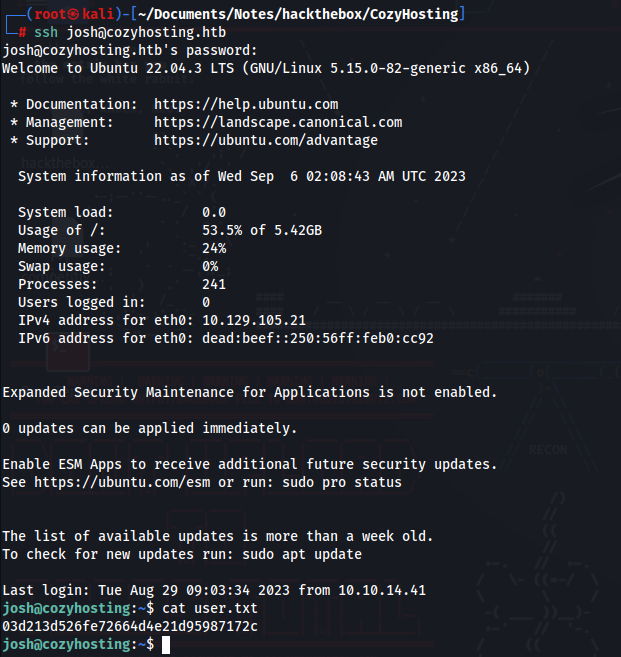 (root㉿kali)-[~/Documents/Notes/hackthebox/CozyHosting]
# ssh josh@cozyhosting.htb
josh@cozyhosting.htb's password:
Welcome to Ubuntu 22.04.3 LTS (GNU/Linux 5.15.0-82-generic x86_64)
* Documentation:  https://help.ubuntu.com
* Management:     https://landscape.canonical.com
* Support:        https://ubuntu.com/advantage
System information as of Wed Sep  6 02:08:43 AM UTC 2023
System load:           0.0
Usage of /:            53.5% of 5.42GB
Memory usage:          24%
Swap usage:            0%
Processes:             241
Users logged in:       0
IPv4 address for eth0: 10.129.105.21
IPv6 address for eth0: dead:beef::250:56ff:feb0:cc92
Expanded Security Maintenance for Applications is not enabled.
0 updates can be applied immediately.
Enable ESM Apps to receive additional future security updates.
See https://ubuntu.com/esm or run: sudo pro status
RECON
The list of available updates is more than a week old.
To check for new updates run: sudo apt update
Last login: Tue Aug 29 09:03:34 2023 from 10.10.14.41
josh@cozyhosting:~$ cat user.txt
03d213d526fe72664d4e21d95987172c
josh@cozyhosting:~$